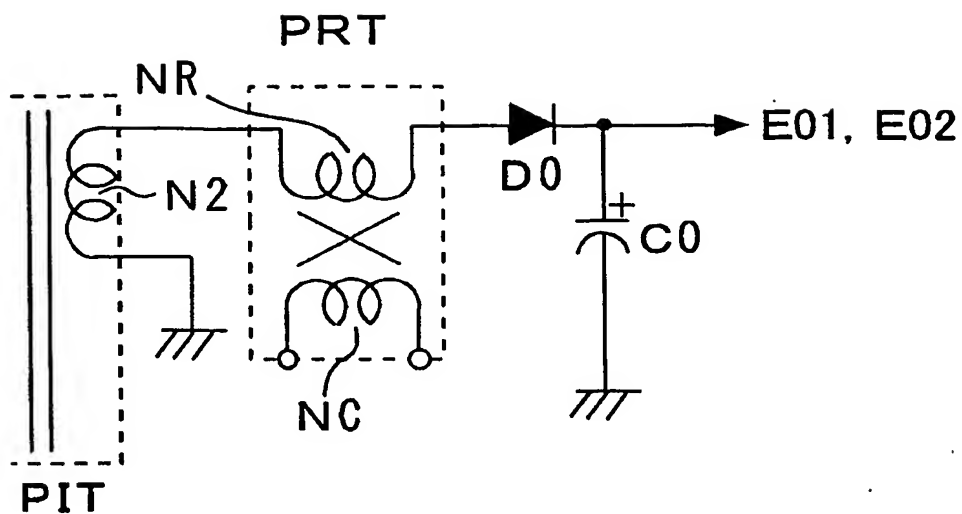 PRT
NR
E01, E02
D0
N2
+
C0
NC
PIT